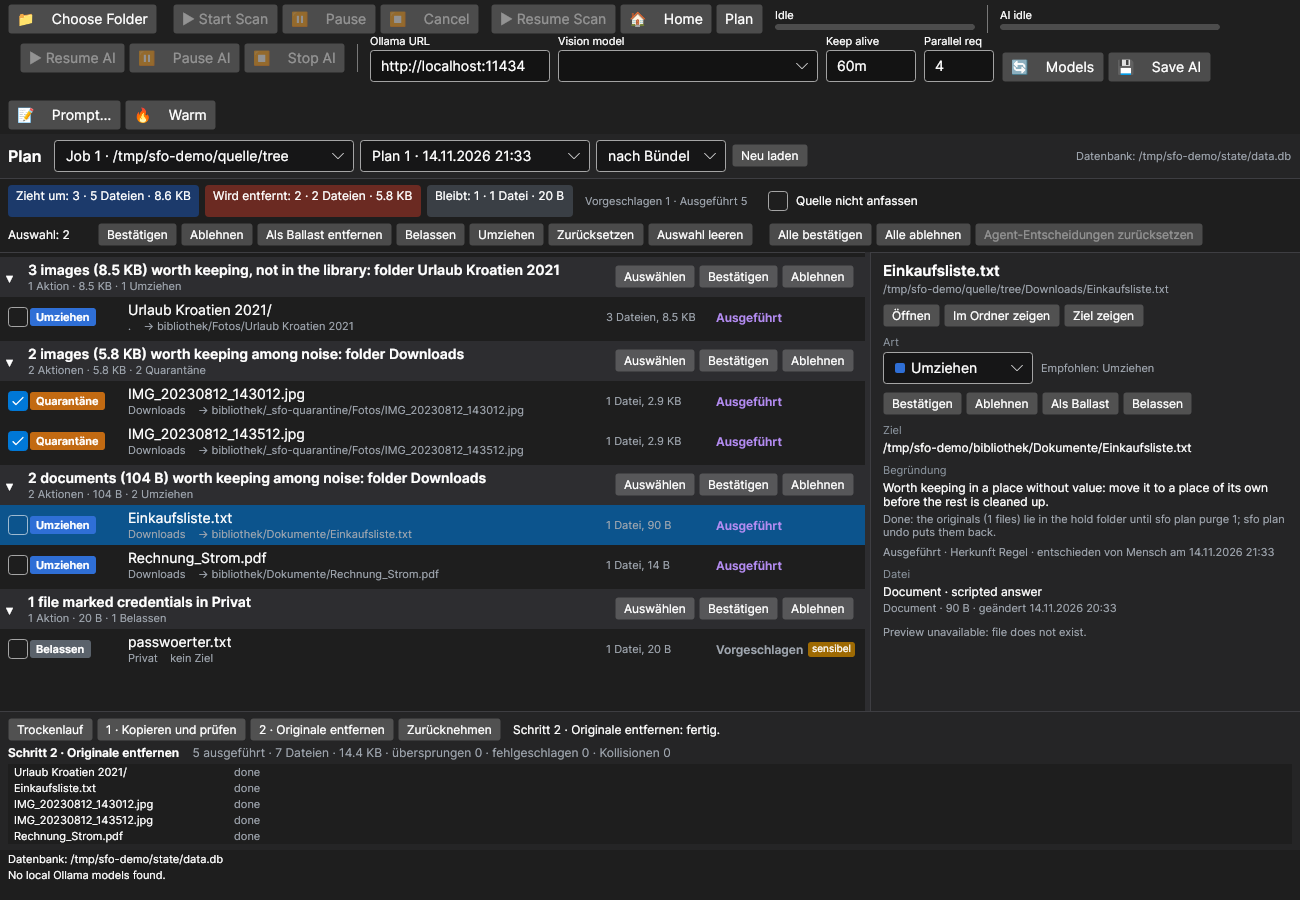 Choose Folder Start Scan Pause Cancel Resume Scan Home Plan Idle AI idle
Resume AI Pause AI Stop AI Ollama URL http://localhost:11434 Vision model Keep alive 60m Parallel req 4 Models Save AI
Prompt... Warm
Plan Job 1 · /tmp/sfo-demo/quelle/tree Plan 1 · 14.11.2026 21:33 nach Bündel Neu laden Datenbank: /tmp/sfo-demo/state/data.db
Zieht um: 3 · 5 Dateien · 8.6 KB Wird entfernt: 2 · 2 Dateien · 5.8 KB Bleibt: 1 · 1 Datei · 20 B Vorgeschlagen 1 · Ausgeführt 5 Quelle nicht anfassen
Auswahl: 2 Bestätigen Ablehnen Als Ballast entfernen Belassen Umziehen Zurücksetzen Auswahl leeren Alle bestätigen Alle ablehnen Agent-Entscheidungen zurücksetzen
3 images (8.5 KB) worth keeping, not in the library: folder Urlaub Kroatien 2021 Auswählen Bestätigen Ablehnen
1 Aktion · 8.5 KB · 1 Umziehen
Umziehen Urlaub Kroatien 2021/ 3 Dateien, 8.5 KB Ausgeführt
. → bibliothek/Fotos/Urlaub Kroatien 2021
2 images (5.8 KB) worth keeping among noise: folder Downloads Auswählen Bestätigen Ablehnen
2 Aktionen · 5.8 KB · 2 Quarantäne
Quarantäne IMG_20230812_143012.jpg 1 Datei, 2.9 KB Ausgeführt
Downloads → bibliothek/_sfo-quarantine/Fotos/IMG_20230812_143012.jpg
Quarantäne IMG_20230812_143512.jpg 1 Datei, 2.9 KB Ausgeführt
Downloads → bibliothek/_sfo-quarantine/Fotos/IMG_20230812_143512.jpg
2 documents (104 B) worth keeping among noise: folder Downloads Auswählen Bestätigen Ablehnen
2 Aktionen · 104 B · 2 Umziehen
Umziehen Einkaufsliste.txt 1 Datei, 90 B Ausgeführt
Downloads → bibliothek/Dokumente/Einkaufsliste.txt
Umziehen Rechnung_Strom.pdf 1 Datei, 14 B Ausgeführt
Downloads → bibliothek/Dokumente/Rechnung_Strom.pdf
1 file marked credentials in Privat Auswählen Bestätigen Ablehnen
1 Aktion · 20 B · 1 Belassen
Belassen passwoerter.txt 1 Datei, 20 B Vorgeschlagen sensibel
Privat kein Ziel
Einkaufsliste.txt
/tmp/sfo-demo/quelle/tree/Downloads/Einkaufsliste.txt
Öffnen Im Ordner zeigen Ziel zeigen
Art
Umziehen Empfohlen: Umziehen
Bestätigen Ablehnen Als Ballast Belassen
Ziel
/tmp/sfo-demo/bibliothek/Dokumente/Einkaufsliste.txt
Begründung
Worth keeping in a place without value: move it to a place of its own
before the rest is cleaned up.
Done: the originals (1 files) lie in the hold folder until sfo plan purge 1; sfo plan
undo puts them back.
Ausgeführt · Herkunft Regel · entschieden von Mensch am 14.11.2026 21:33
Datei
Document · scripted answer
Document · 90 B · geändert 14.11.2026 20:33
Preview unavailable: file does not exist.
Trockenlauf 1 · Kopieren und prüfen 2 · Originale entfernen Zurücknehmen Schritt 2 · Originale entfernen: fertig.
Schritt 2 · Originale entfernen 5 ausgeführt · 7 Dateien · 14.4 KB · übersprungen 0 · fehlgeschlagen 0 · Kollisionen 0
Urlaub Kroatien 2021/ done
Einkaufsliste.txt done
IMG_20230812_143012.jpg done
IMG_20230812_143512.jpg done
Rechnung_Strom.pdf done
Datenbank: /tmp/sfo-demo/state/data.db
No local Ollama models found.